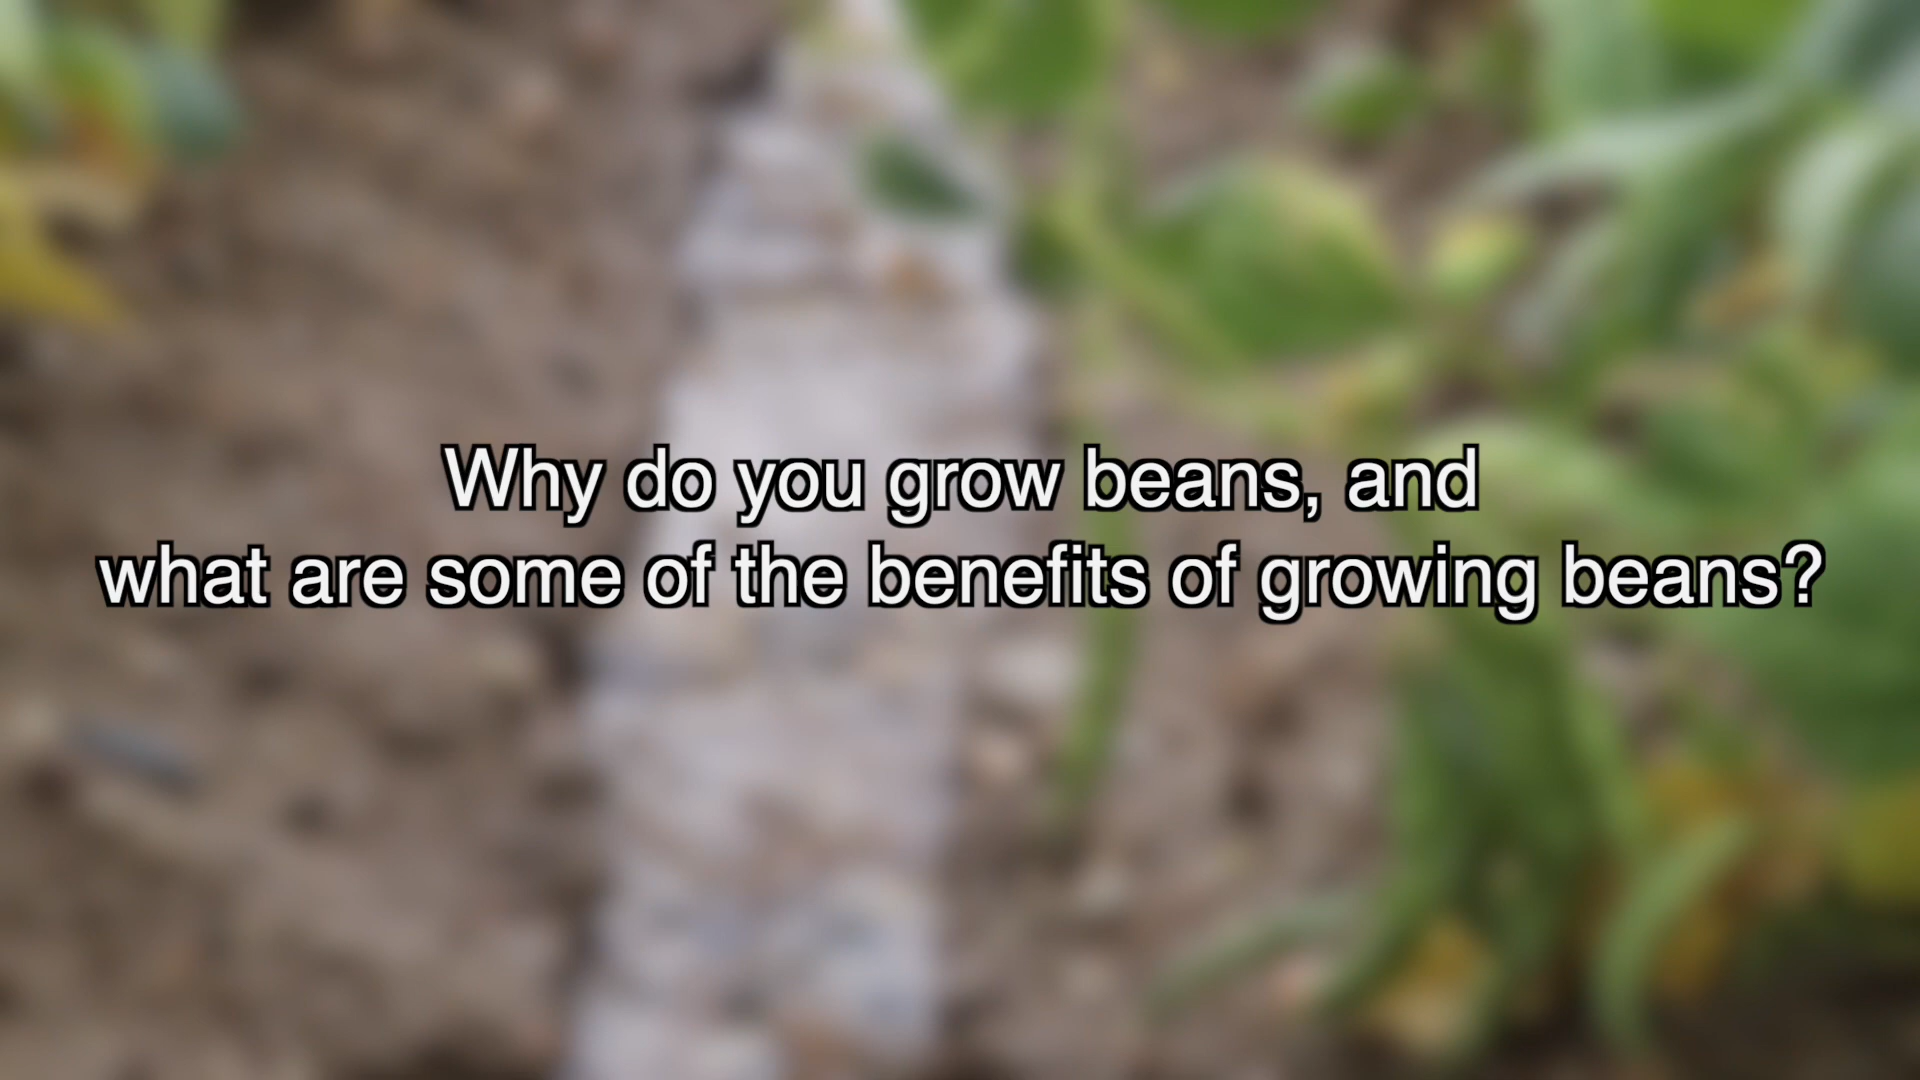 Why do you grow beans, and
what are some of the benefits of growing beans?